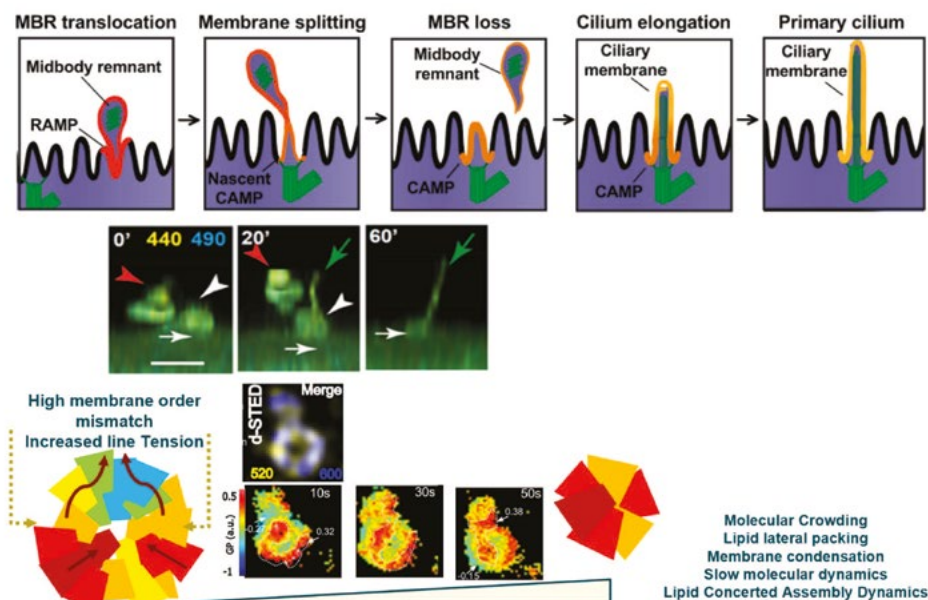 MBR translocation
Membrane splitting
MBR loss
Cilium elongation
Primary cilium
Midbody remnant
RAMP
Nascent
CAMP
Midbody
remnant
CAMP
Ciliary
membrane
CAMP
Ciliary
membrane
0' 440 490
20'
60'
High membrane order
mismatch
Increased line Tension
d-STED
Merge
520 600
0.5
GP (a.u.)
-1
10s
0.32
30s
50s
0.38
-0.15
Molecular Crowding
Lipid lateral packing
Membrane condensation
Slow molecular dynamics
Lipid Concerted Assembly Dynamics